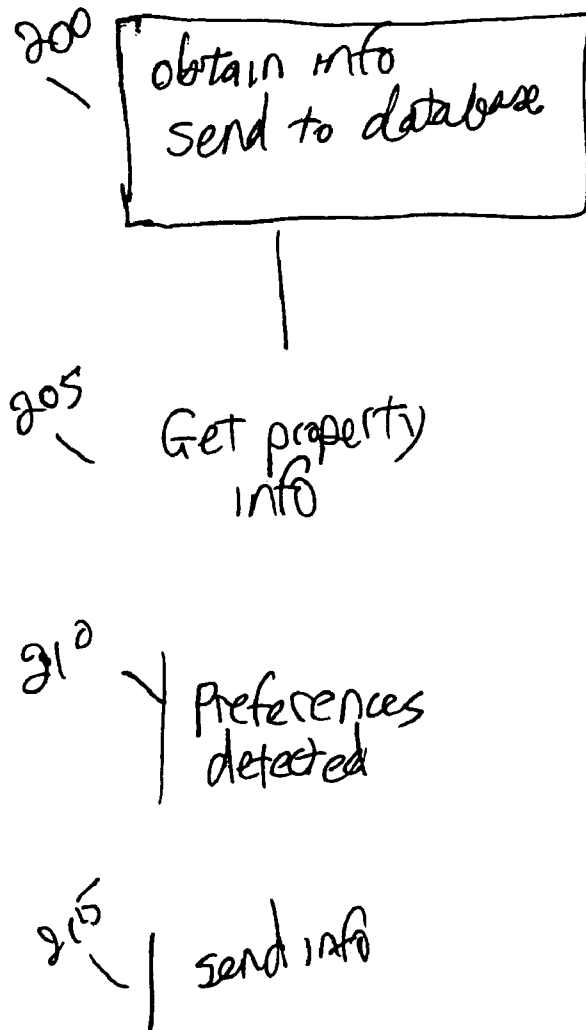 200
obtain info
send to database
205
Get property
info
210
Preferences
detected
215
send info